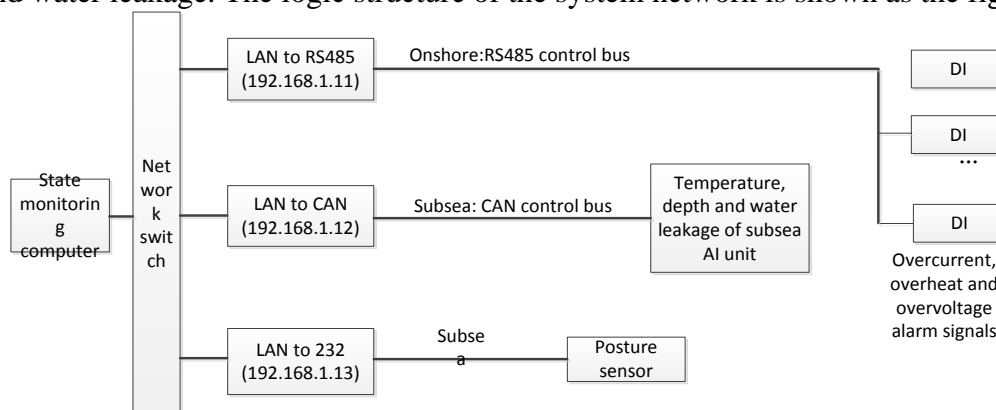 nd water leakage. The logic structure of the system network is shown as the fig
LAN to RS485
(192.168.1.11)
Onshore:RS485 control bus
DI
DI
...
State
monitorin
g
computer
Net
wor
k
swit
ch
LAN to CAN
(192.168.1.12)
Subsea: CAN control bus
Temperature,
depth and water
leakage of subsea
AI unit
DI
Overcurrent,
overheat and
overvoltage
alarm signals
LAN to 232
(192.168.1.13)
Subse
a
Posture
sensor